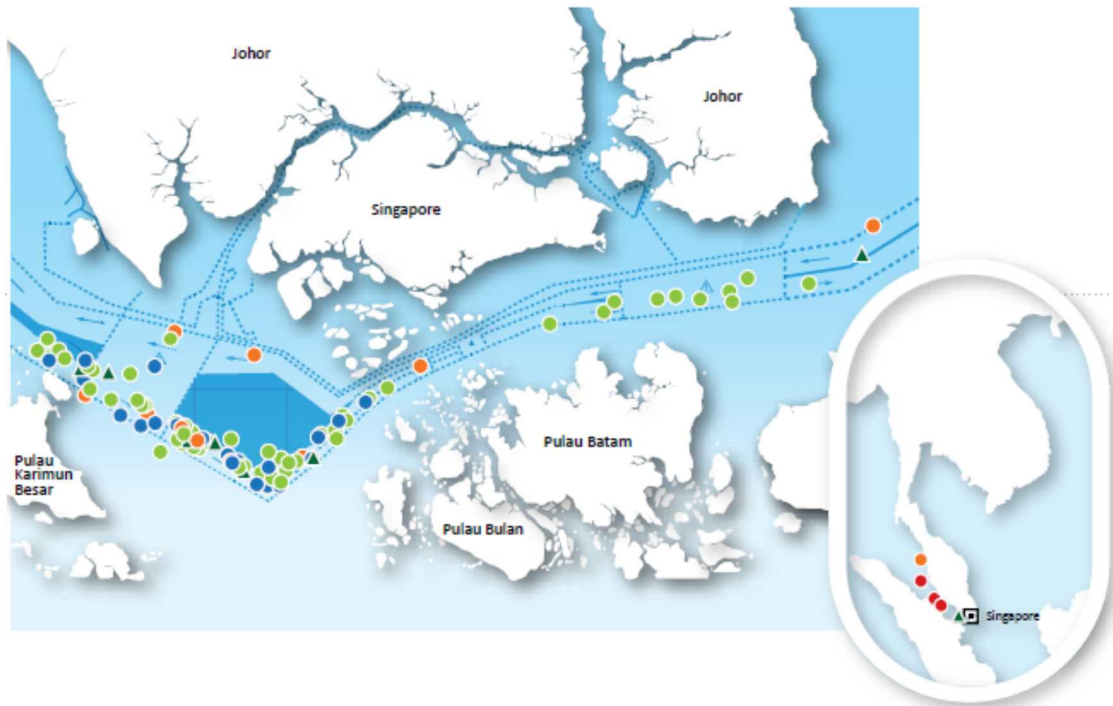 Johor
Johor
Singapore
Pulau Batam
Pulau
Karimun
Besar
Pulau Bulan
Singapore